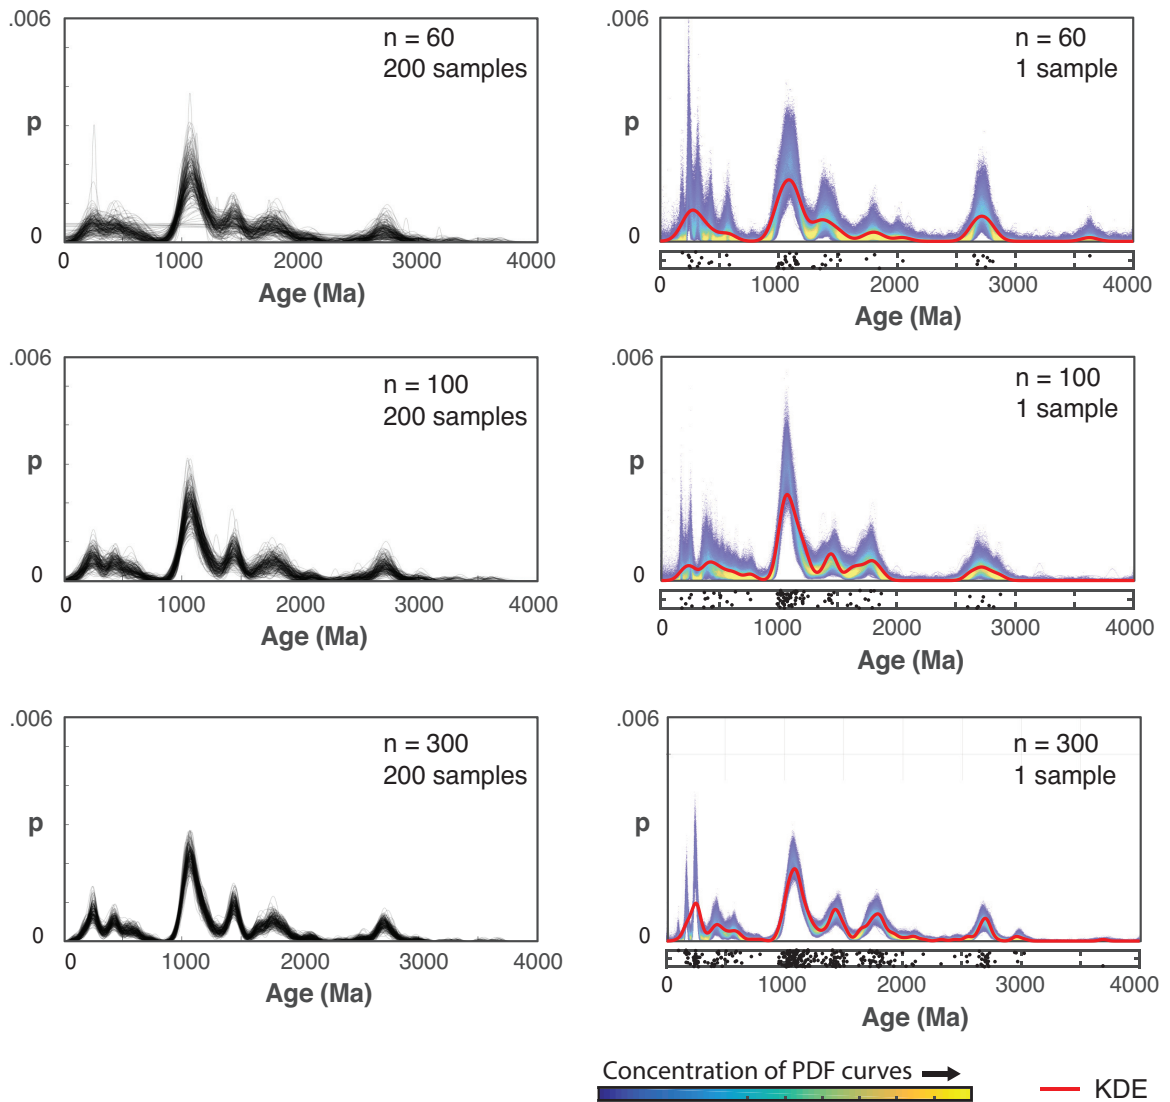 .006
n = 60
200 samples
p
0
0 1000 2000 3000 4000
Age (Ma)
.006
n = 60
1 sample
p
0
0 1000 2000 3000 4000
Age (Ma)
.006
n = 100
200 samples
p
0
0 1000 2000 3000 4000
Age (Ma)
.006
n = 100
1 sample
p
0
0 1000 2000 3000 4000
Age (Ma)
.006
n = 300
200 samples
p
0
0 1000 2000 3000 4000
Age (Ma)
.006
n = 300
1 sample
p
0
0 1000 2000 3000 4000
Age (Ma)
Concentration of PDF curves
KDE